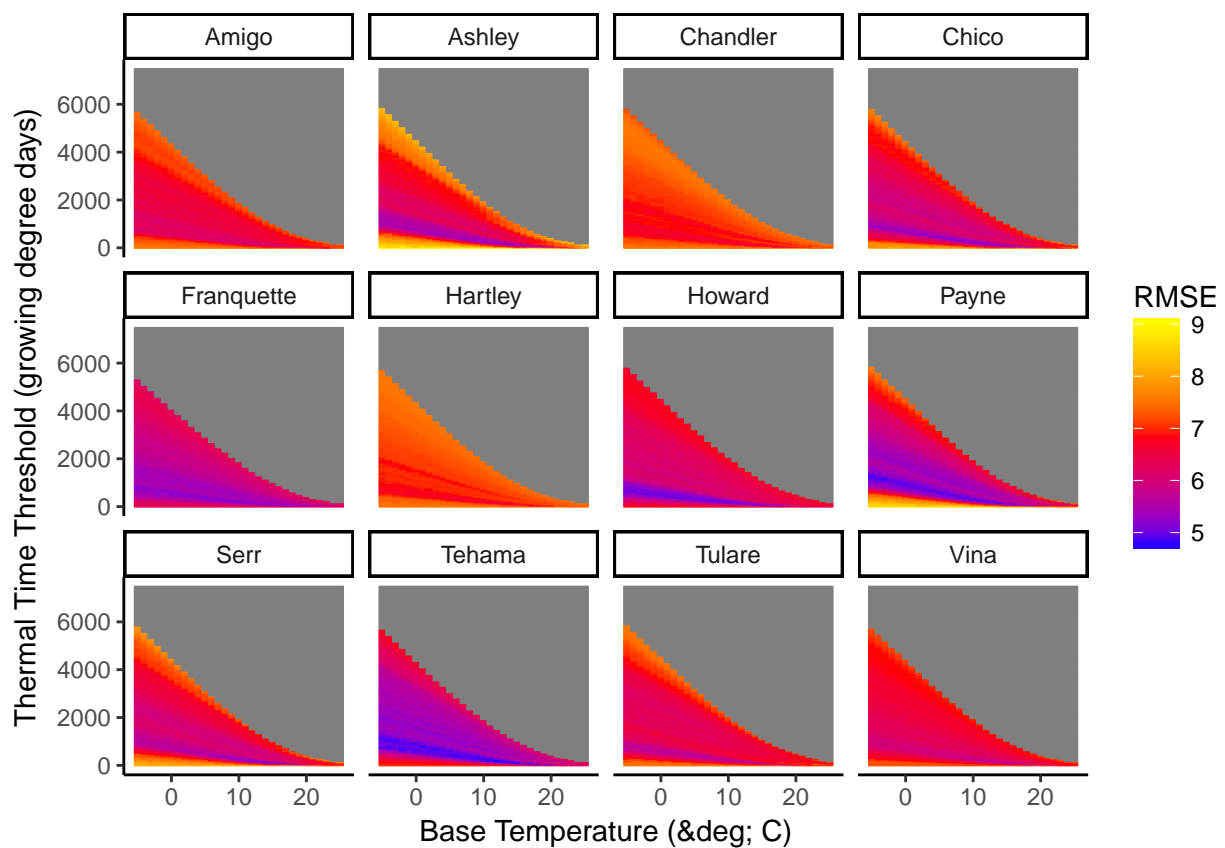 Amigo Ashley Chandler Chico
6000
4000
2000
0
Franquette Hartley Howard Payne
6000
4000
2000
0
Serr Tehama Tulare Vina
6000
4000
2000
0
0 10 20 0 10 20 0 10 20 0 10 20
Base Temperature (&deg; C)
Thermal Time Threshold (growing degree days)
RMSE
9
8
7
6
5